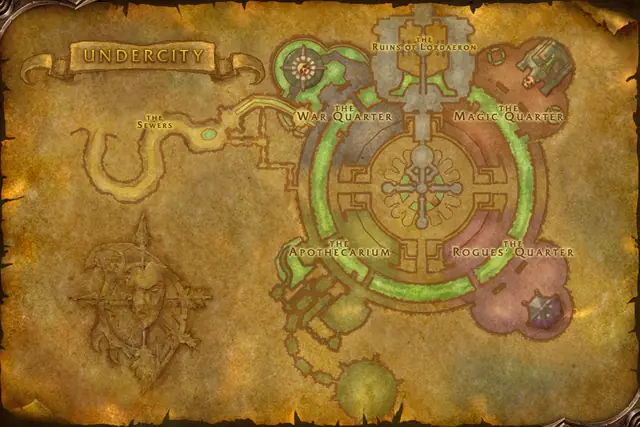 UNDERCITY
THE
RUINS OF LORDAERON
THE
SEWERS
THE
WAR QUARTER
THE
MAGIC QUARTER
THE
APOTHECARIUM
THE
ROGUES' QUARTER